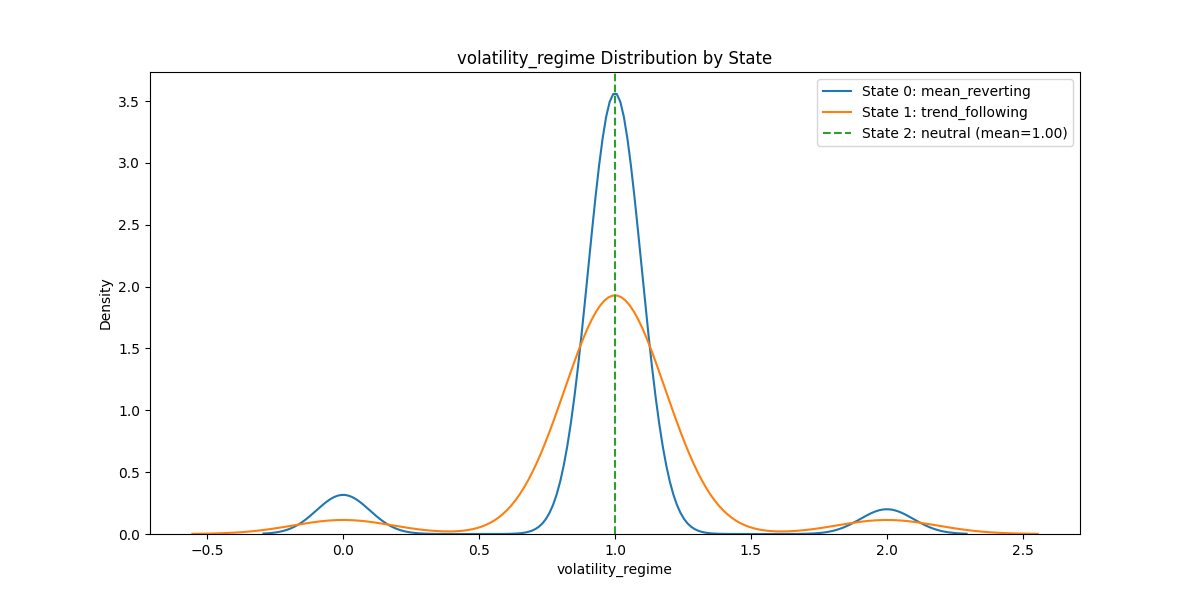 volatility_regime Distribution by State
State 0: mean_reverting
State 1: trend_following
State 2: neutral (mean=1.00)
Density
3.5
3.0
2.5
2.0
1.5
1.0
0.5
0.0
−0.5 0.0 0.5 1.0 1.5 2.0 2.5
volatility_regime